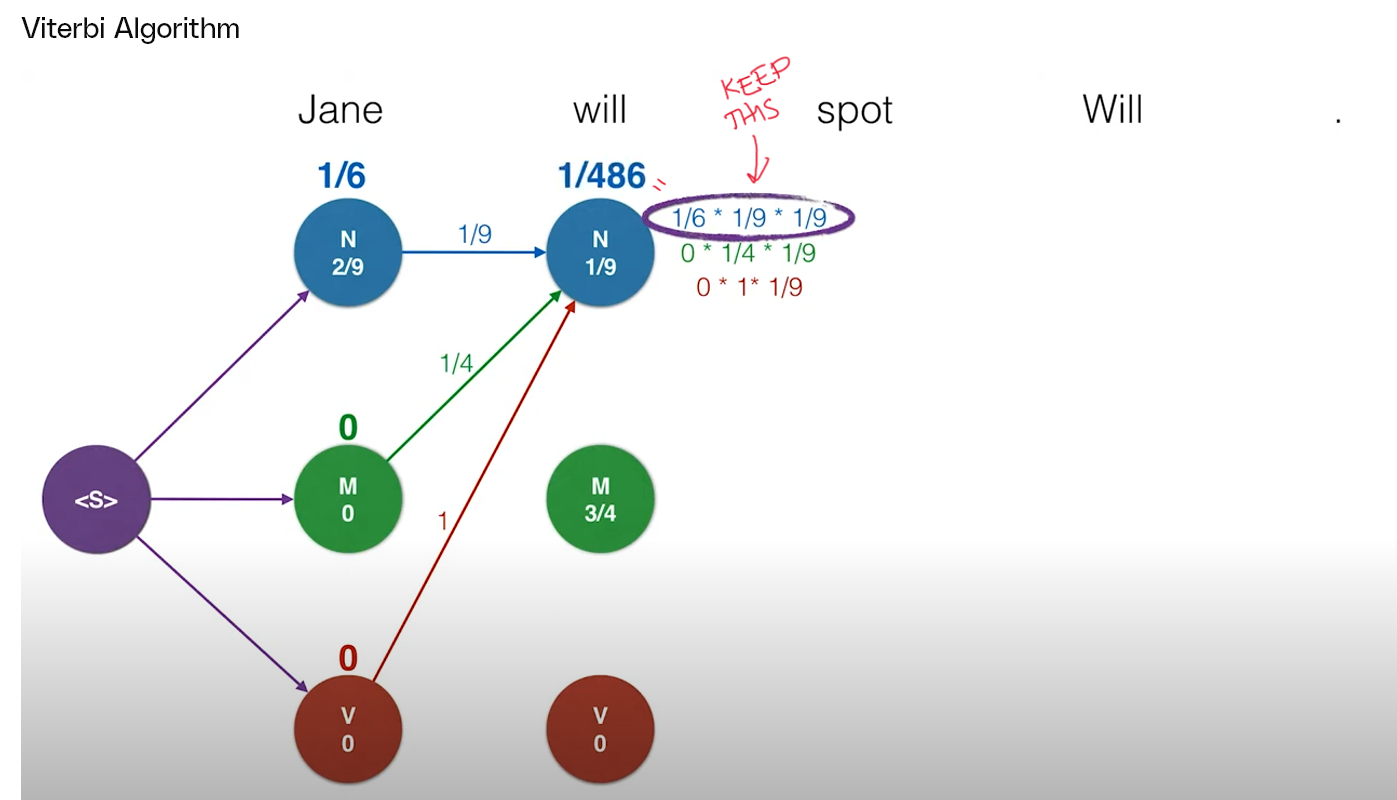 Viterbi Algorithm
KEEP
THIS
Jane will spot Will .
1/6 1/486 =
1/6 * 1/9 * 1/9
N
2/9
1/9
N
1/9
0 * 1/4 * 1/9
0 * 1* 1/9
1/4
0
<S>
M
0
M
3/4
1
0
V
0
V
0